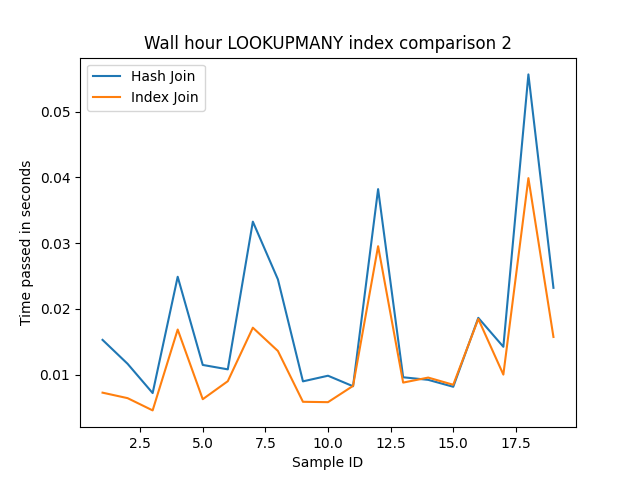 Wall hour LOOKUPMANY index comparison 2
Hash Join
Index Join
0.05
0.04
0.03
0.02
0.01
Time passed in seconds
2.5 5.0 7.5 10.0 12.5 15.0 17.5
Sample ID